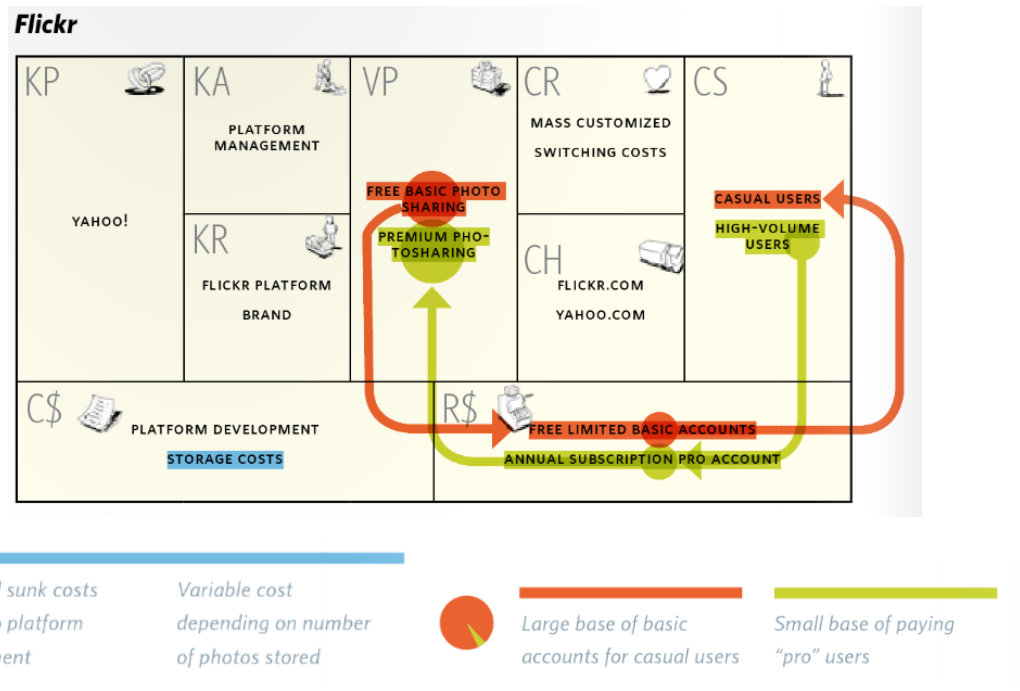 Flickr
KP
YAHOO!
KA
PLATFORM
MANAGEMENT
KR
FLICKR PLATFORM
BRAND
VP
FREE BASIC PHOTO
SHARING
PREMIUM PHO-
TOSHARING
CR
MASS CUSTOMIZED
SWITCHING COSTS
CH
FLICKR.COM
YAHOO.COM
CS
CASUAL USERS
HIGH-VOLUME
USERS
C$
PLATFORM DEVELOPMENT
STORAGE COSTS
R$
FREE LIMITED BASIC ACCOUNTS
ANNUAL SUBSCRIPTION PRO ACCOUNT
sunk costs
platform
Variable cost
depending on number
of photos stored
Large base of basic
accounts for casual users
Small base of paying
“pro” users